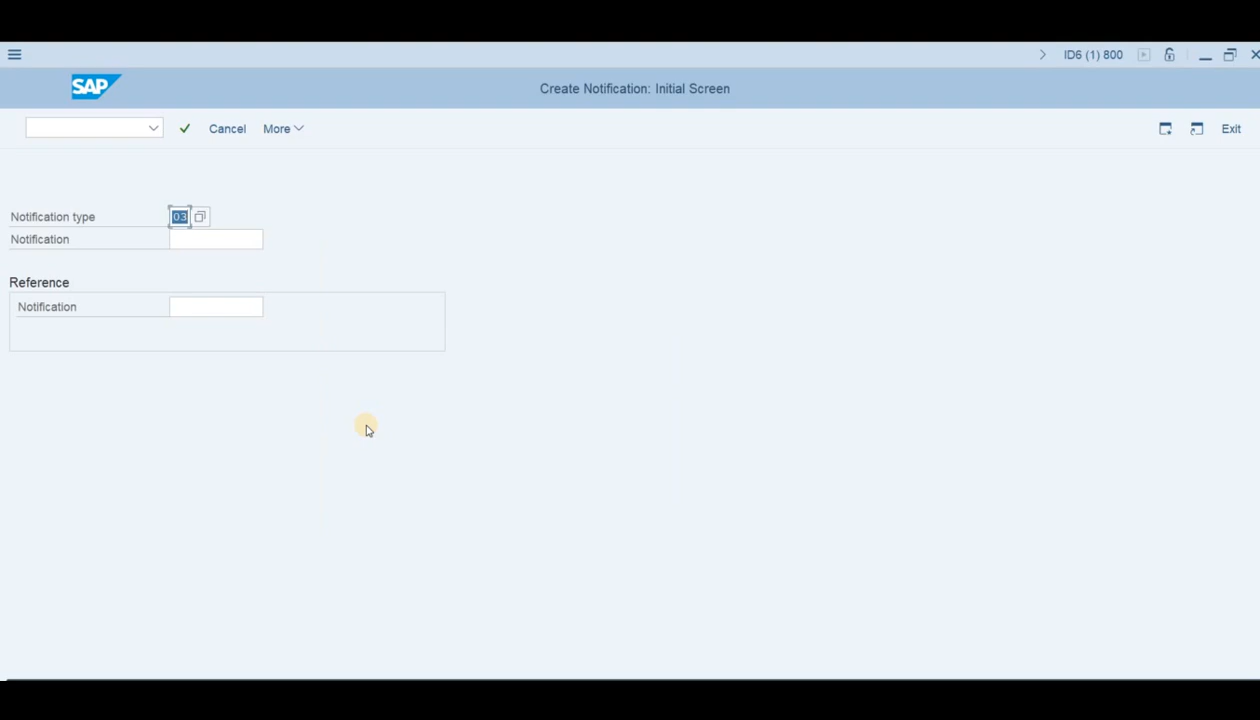 ID6 (1) 800
SAP
Create Notification: Initial Screen
Cancel More Exit
Notification type 03
Notification
Reference
Notification